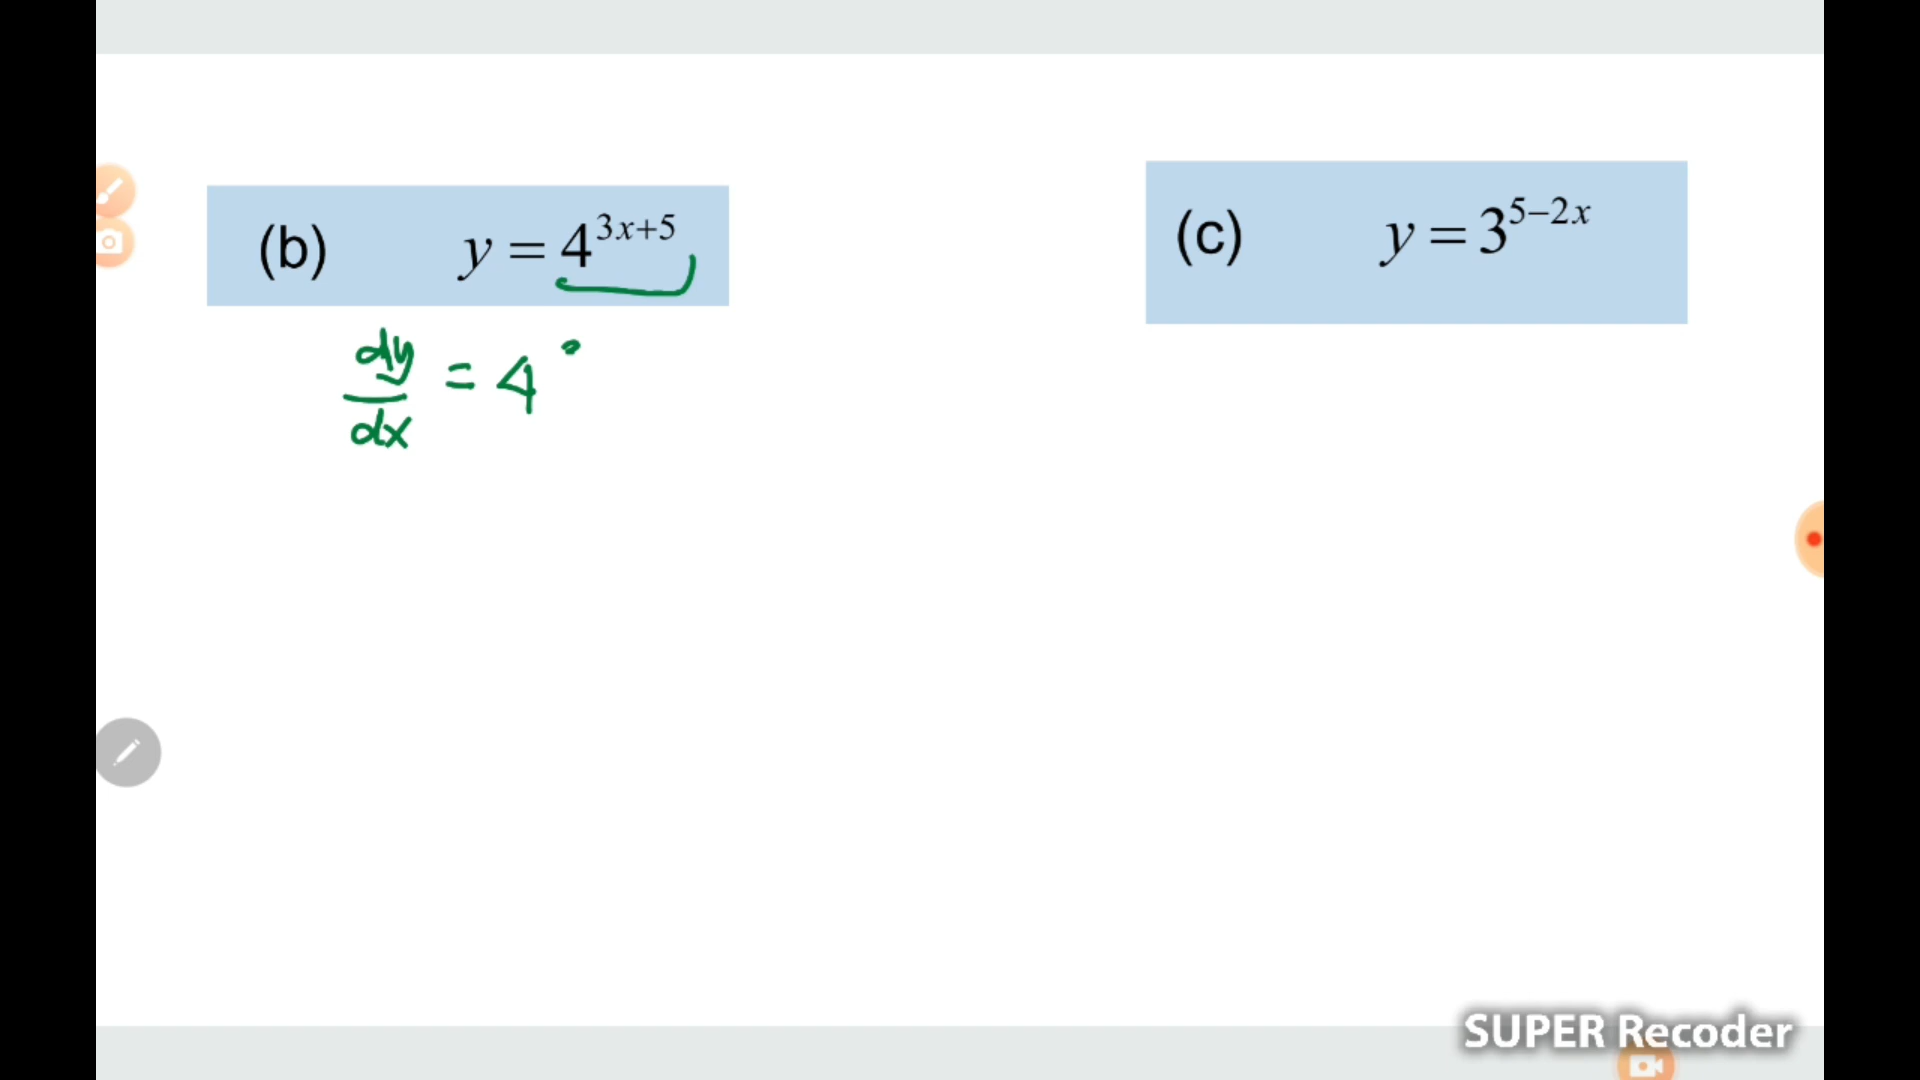 (b) y = 4^{3x+5}
dy/dx = 4
(c) y = 3^{5-2x}
SUPER Recoder